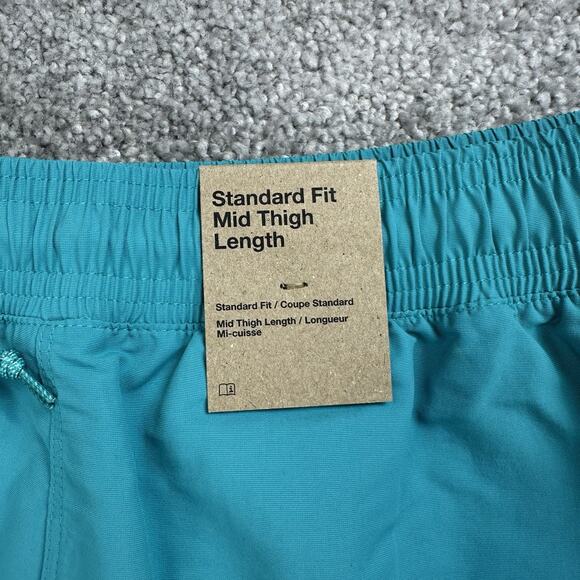 Standard Fit
Mid Thigh
Length
Standard Fit / Coupe Standard
Mid Thigh Length / Longueur
Mi-cuisse